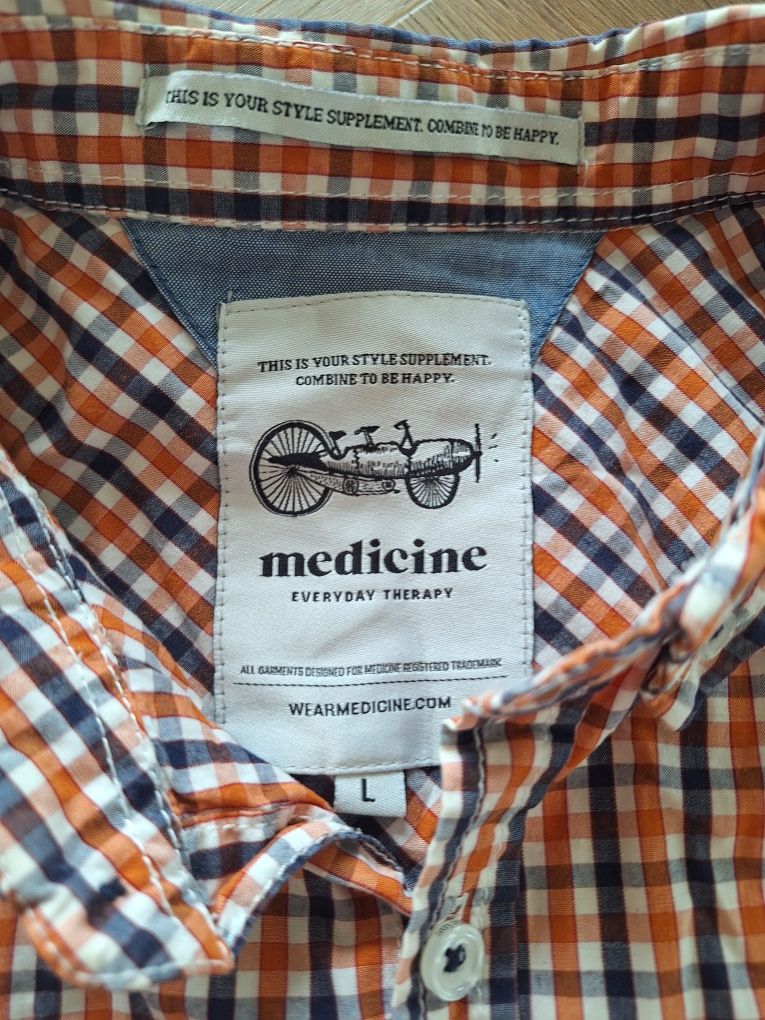 THIS IS YOUR STYLE SUPPLEMENT. COMBINE TO BE HAPPY.
THIS IS YOUR STYLE SUPPLEMENT.
COMBINE TO BE HAPPY.
medicine
EVERYDAY THERAPY
ALL GARMENTS DESIGNED FOR MEDICINE REGISTERED TRADEMARK
WEARMEDICINE.COM
L